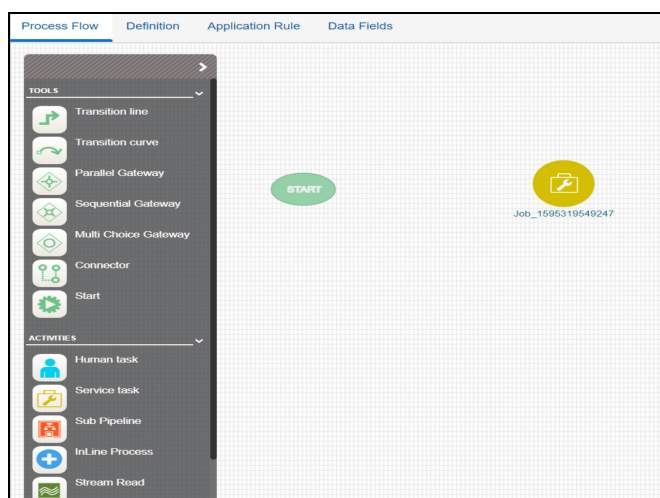 Process Flow Definition Application Rule Data Fields
TOOLS
Transition line
Transition curve
Parallel Gateway
Sequential Gateway
Multi Choice Gateway
Connector
Start
ACTIVITIES
Human task
Service task
Sub Pipeline
InLine Process
Stream Read
START
Job_1595319549247